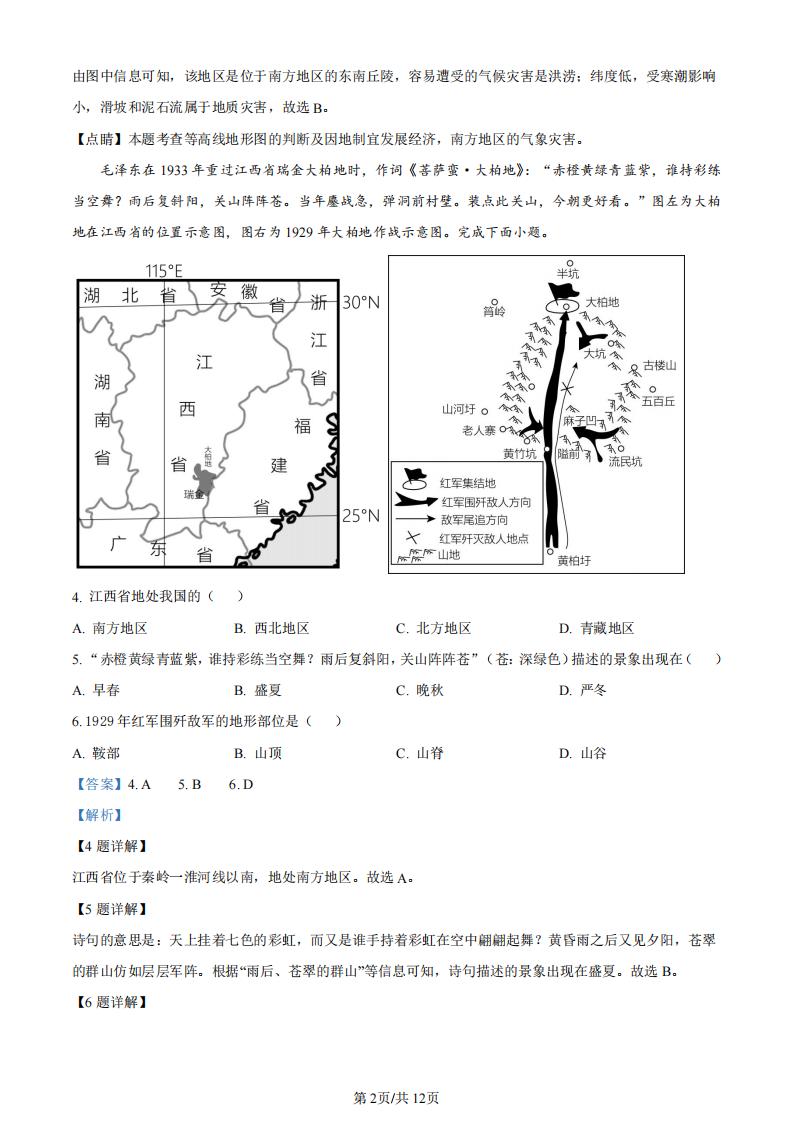 由图中信息可知，该地区是位于南方地区的东南丘陵，容易遭受的气候灾害是洪涝；纬度低，受寒潮影响
小，滑坡和泥石流属于地质灾害，故选 B。
【点睛】本题考查等高线地形图的判断及因地制宜发展经济，南方地区的气象灾害。
毛泽东在 1933 年重过江西省瑞金大柏地时，作词《菩萨蛮·大柏地》：“赤橙黄绿青蓝紫，谁持彩练
当空舞？雨后复斜阳，关山阵阵苍。当年鏖战急，弹洞前村壁。装点此关山，今朝更好看。”图左为大柏
地在江西省的位置示意图，图右为 1929 年大柏地作战示意图。完成下面小题。
115°E
湖 北 省
安 徽 省
浙 江 省
30°N
湖 南 省
江 西 省
福 建 省
大柏地
瑞金
25°N
广 东 省
半坑
大柏地
筠岭
大坑
古楼山
五百丘
山河圩
老人寨
麻子凹
黄竹坑
隘前
流民坑
红军集结地
红军围歼敌人方向
敌军尾追方向
红军歼灭敌人地点
山地
黄柏圩
4. 江西省地处我国的（ ）
A. 南方地区 B. 西北地区 C. 北方地区 D. 青藏地区
5. “赤橙黄绿青蓝紫，谁持彩练当空舞？雨后复斜阳，关山阵阵苍”（苍：深绿色）描述的景象出现在（ ）
A. 早春 B. 盛夏 C. 晚秋 D. 严冬
6. 1929 年红军围歼敌军的地形部位是（ ）
A. 鞍部 B. 山顶 C. 山脊 D. 山谷
【答案】4. A 5. B 6. D
【解析】
【4 题详解】
江西省位于秦岭一淮河线以南，地处南方地区。故选 A。
【5 题详解】
诗句的意思是：天上挂着七色的彩虹，而又是谁手持着彩虹在空中翩翩起舞？黄昏雨之后又见夕阳，苍翠
的群山仿如层层军阵。根据“雨后、苍翠的群山”等信息可知，诗句描述的景象出现在盛夏。故选 B。
【6 题详解】
第 2页/共 12页